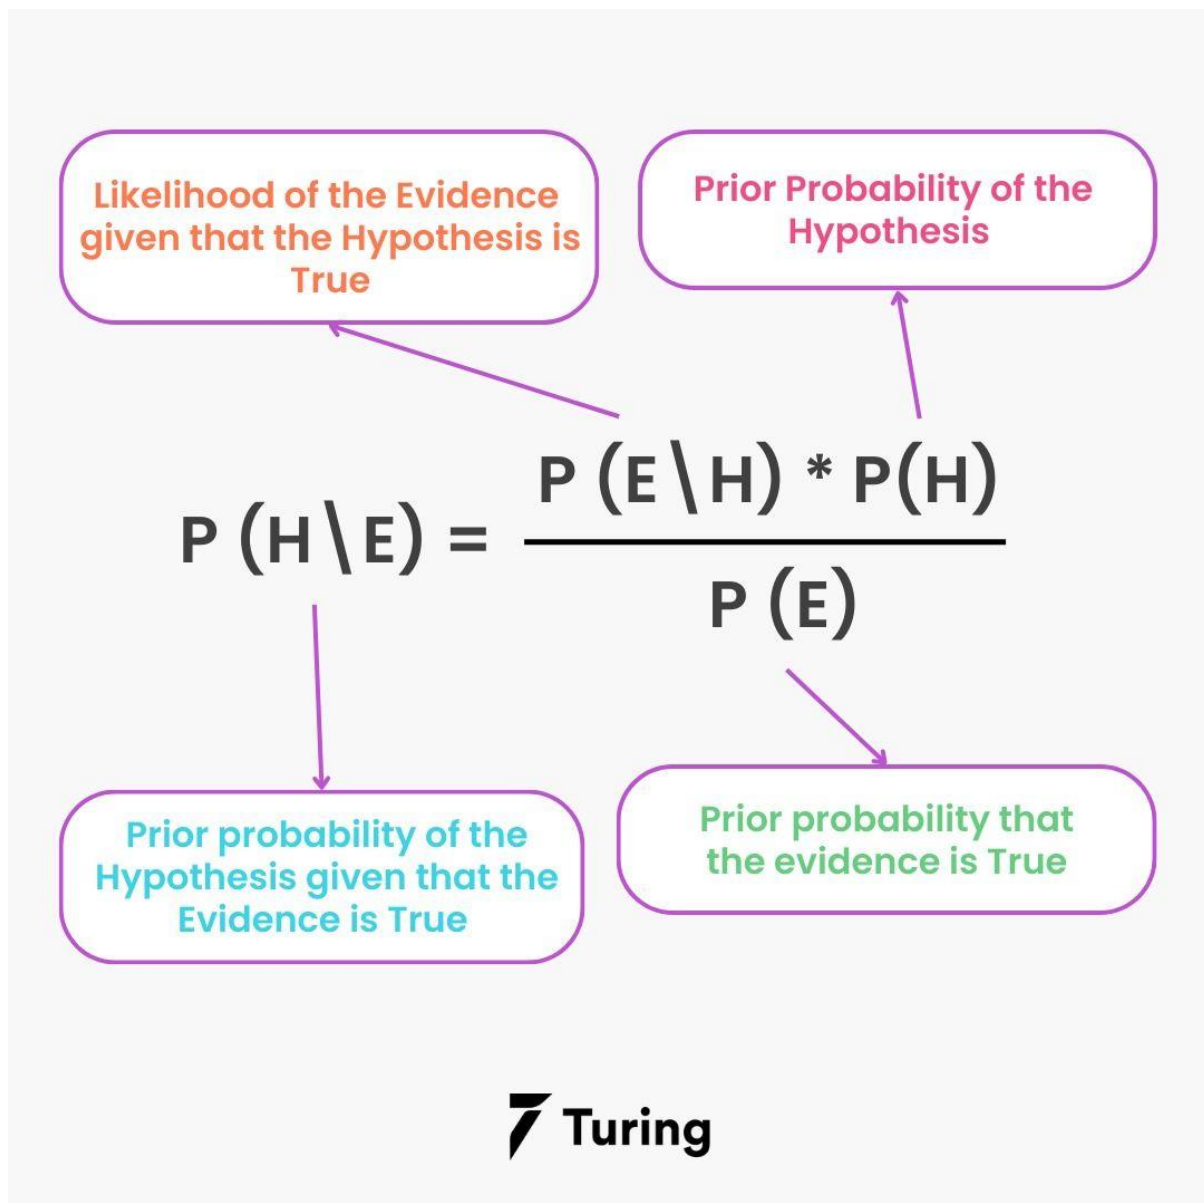 Likelihood of the Evidence
given that the Hypothesis is
True
Prior Probability of the
Hypothesis
P (H\E) =
P (E\H) * P(H)
P (E)
Prior probability of the
Hypothesis given that the
Evidence is True
Prior probability that
the evidence is True
Turing